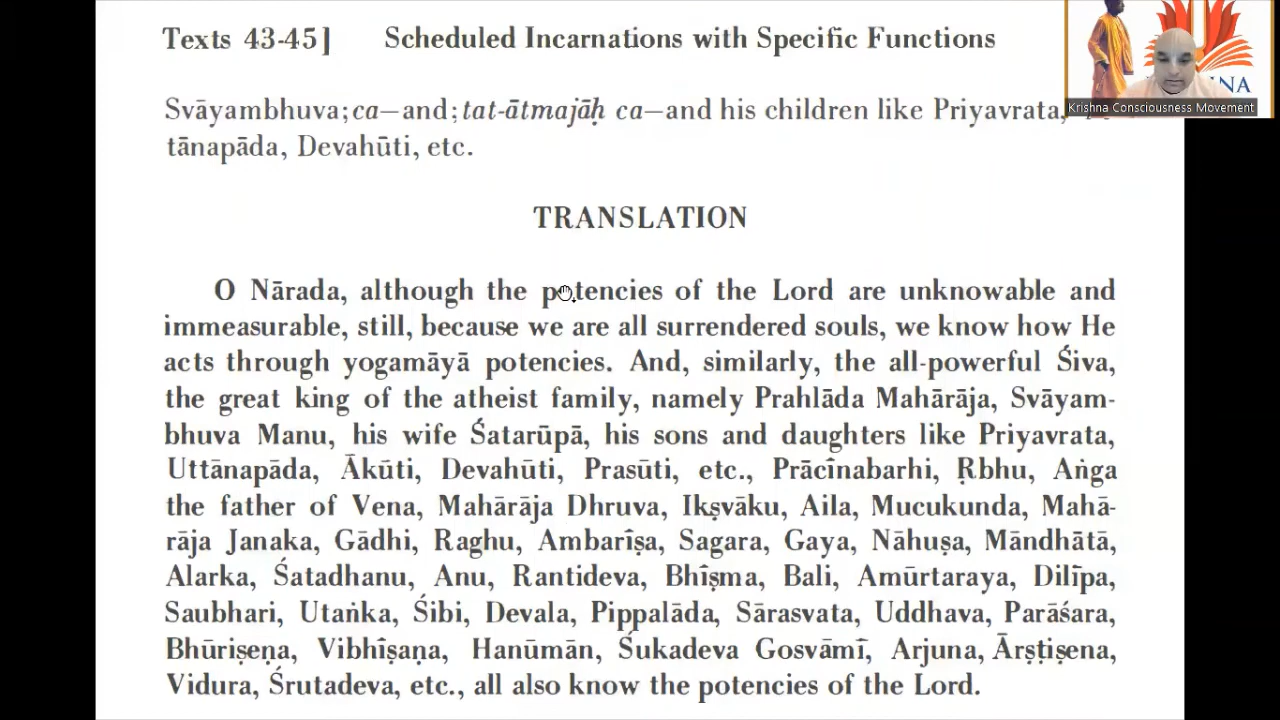 Texts 43-45] Scheduled Incarnations with Specific Functions
Svāyambhuva; ca—and; tat-ātmajāḥ ca—and his children like Priyavrata,
tānapāda, Devahūti, etc.
TRANSLATION
O Nārada, although the potencies of the Lord are unknowable and
immeasurable, still, because we are all surrendered souls, we know how He
acts through yogamāyā potencies. And, similarly, the all-powerful Śiva,
the great king of the atheist family, namely Prahlāda Mahārāja, Svāyam-
bhuva Manu, his wife Śatarūpā, his sons and daughters like Priyavrata,
Uttānapāda, Ākūti, Devahūti, Prasūti, etc., Prācīnabarhi, Ṛbhu, Aṅga
the father of Vena, Mahārāja Dhruva, Ikṣvāku, Aila, Mucukunda, Mahā-
rāja Janaka, Gādhi, Raghu, Ambarīṣa, Sagara, Gaya, Nāhuṣa, Māndhātā,
Alarka, Śatadhanu, Anu, Rantideva, Bhīṣma, Bali, Amūrtaraya, Dilīpa,
Saubhari, Utaṅka, Śibi, Devala, Pippalāda, Sārasvata, Uddhava, Parāśara,
Bhūriṣeṇa, Vibhīṣaṇa, Hanūmān, Śukadeva Gosvāmī, Arjuna, Ārṣṭiṣena,
Vidura, Śrutadeva, etc., all also know the potencies of the Lord.
Krishna Consciousness Movement